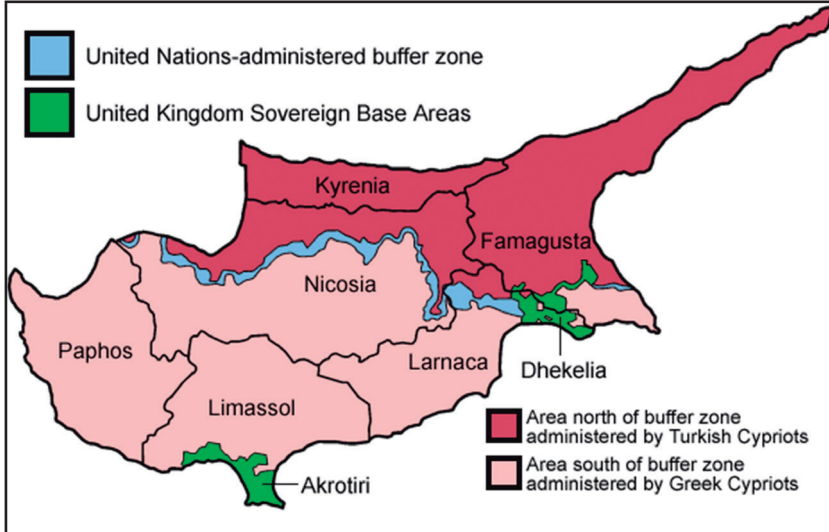 United Nations-administered buffer zone
United Kingdom Sovereign Base Areas
Kyrenia
Famagusta
Nicosia
Paphos
Larnaca
Dhekelia
Limassol
Akrotiri
Area north of buffer zone
administered by Turkish Cypriots
Area south of buffer zone
administered by Greek Cypriots